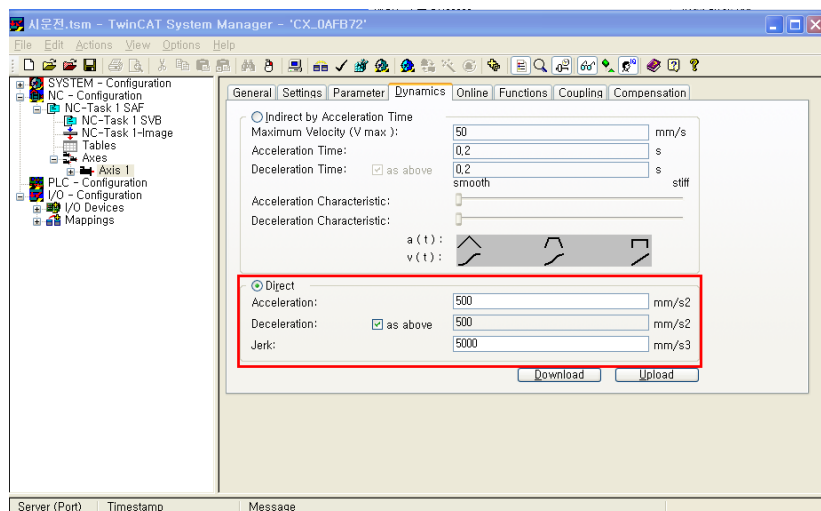 시운전.tsm - TwinCAT System Manager - 'CX_0AFB72'
File Edit Actions View Options Help
SYSTEM - Configuration
NC - Configuration
NC-Task 1 SAF
NC-Task 1 SVB
NC-Task 1-Image
Tables
Axes
Axis 1
PLC - Configuration
I/O - Configuration
I/O Devices
Mappings
General Settings Parameter Dynamics Online Functions Coupling Compensation
Indirect by Acceleration Time
Maximum Velocity (V max ): 50 mm/s
Acceleration Time: 0,2 s
Deceleration Time: as above 0,2 s
smooth stiff
Acceleration Characteristic:
Deceleration Characteristic:
a ( t ) :
v ( t ) :
Direct
Acceleration: 500 mm/s2
Deceleration: as above 500 mm/s2
Jerk: 5000 mm/s3
Download Upload
Server (Port) Timestamp Message